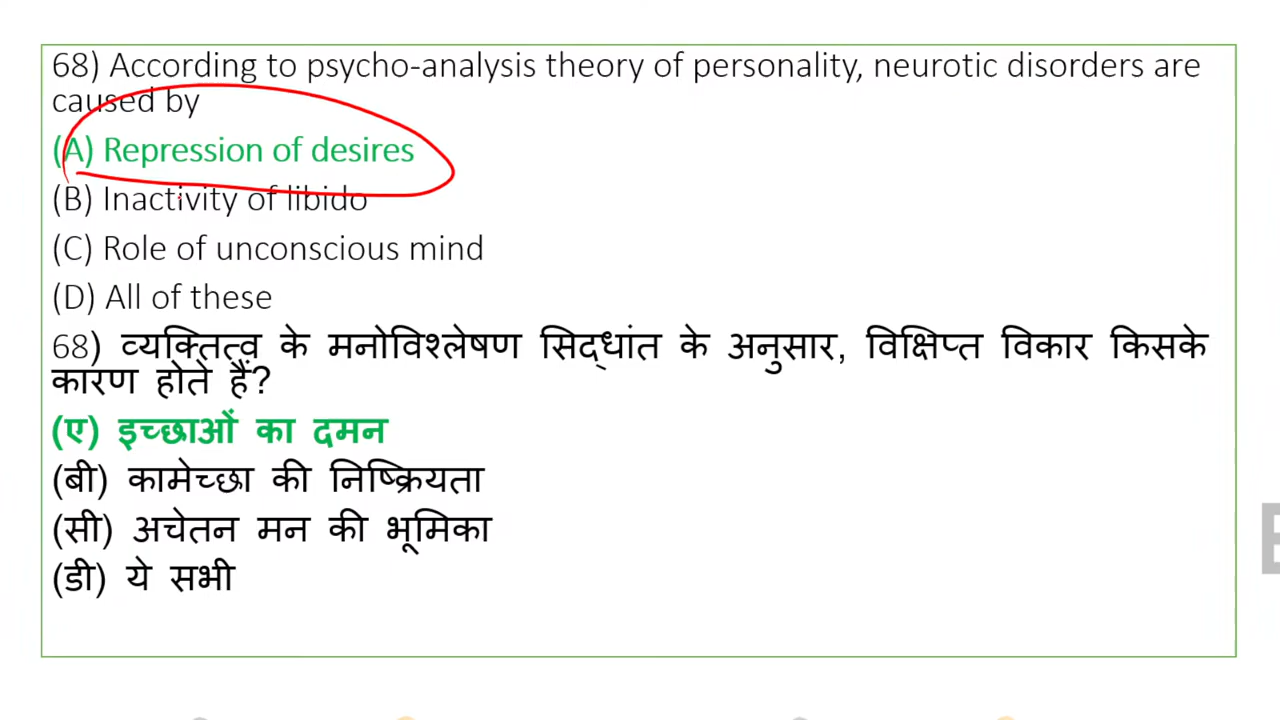 68) According to psycho-analysis theory of personality, neurotic disorders are
caused by
(A) Repression of desires
(B) Inactivity of libido
(C) Role of unconscious mind
(D) All of these
68) व्यक्तित्व के मनोविश्लेषण सिद्धांत के अनुसार, विक्षिप्त विकार किसके
कारण होते हैं?
(ए) इच्छाओं का दमन
(बी) कामेच्छा की निष्क्रियता
(सी) अचेतन मन की भूमिका
(डी) ये सभी